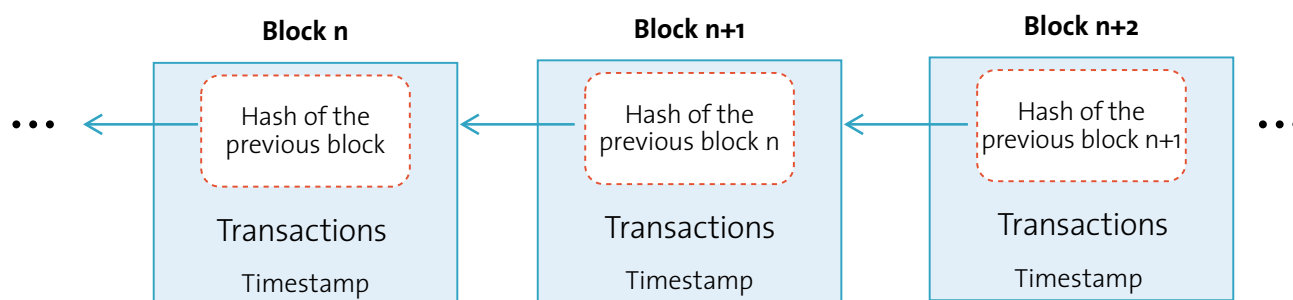 Block n
Block n+1
Block n+2
...
Hash of the
previous block
Hash of the
previous block n
Hash of the
previous block n+1
...
Transactions
Transactions
Transactions
Timestamp
Timestamp
Timestamp